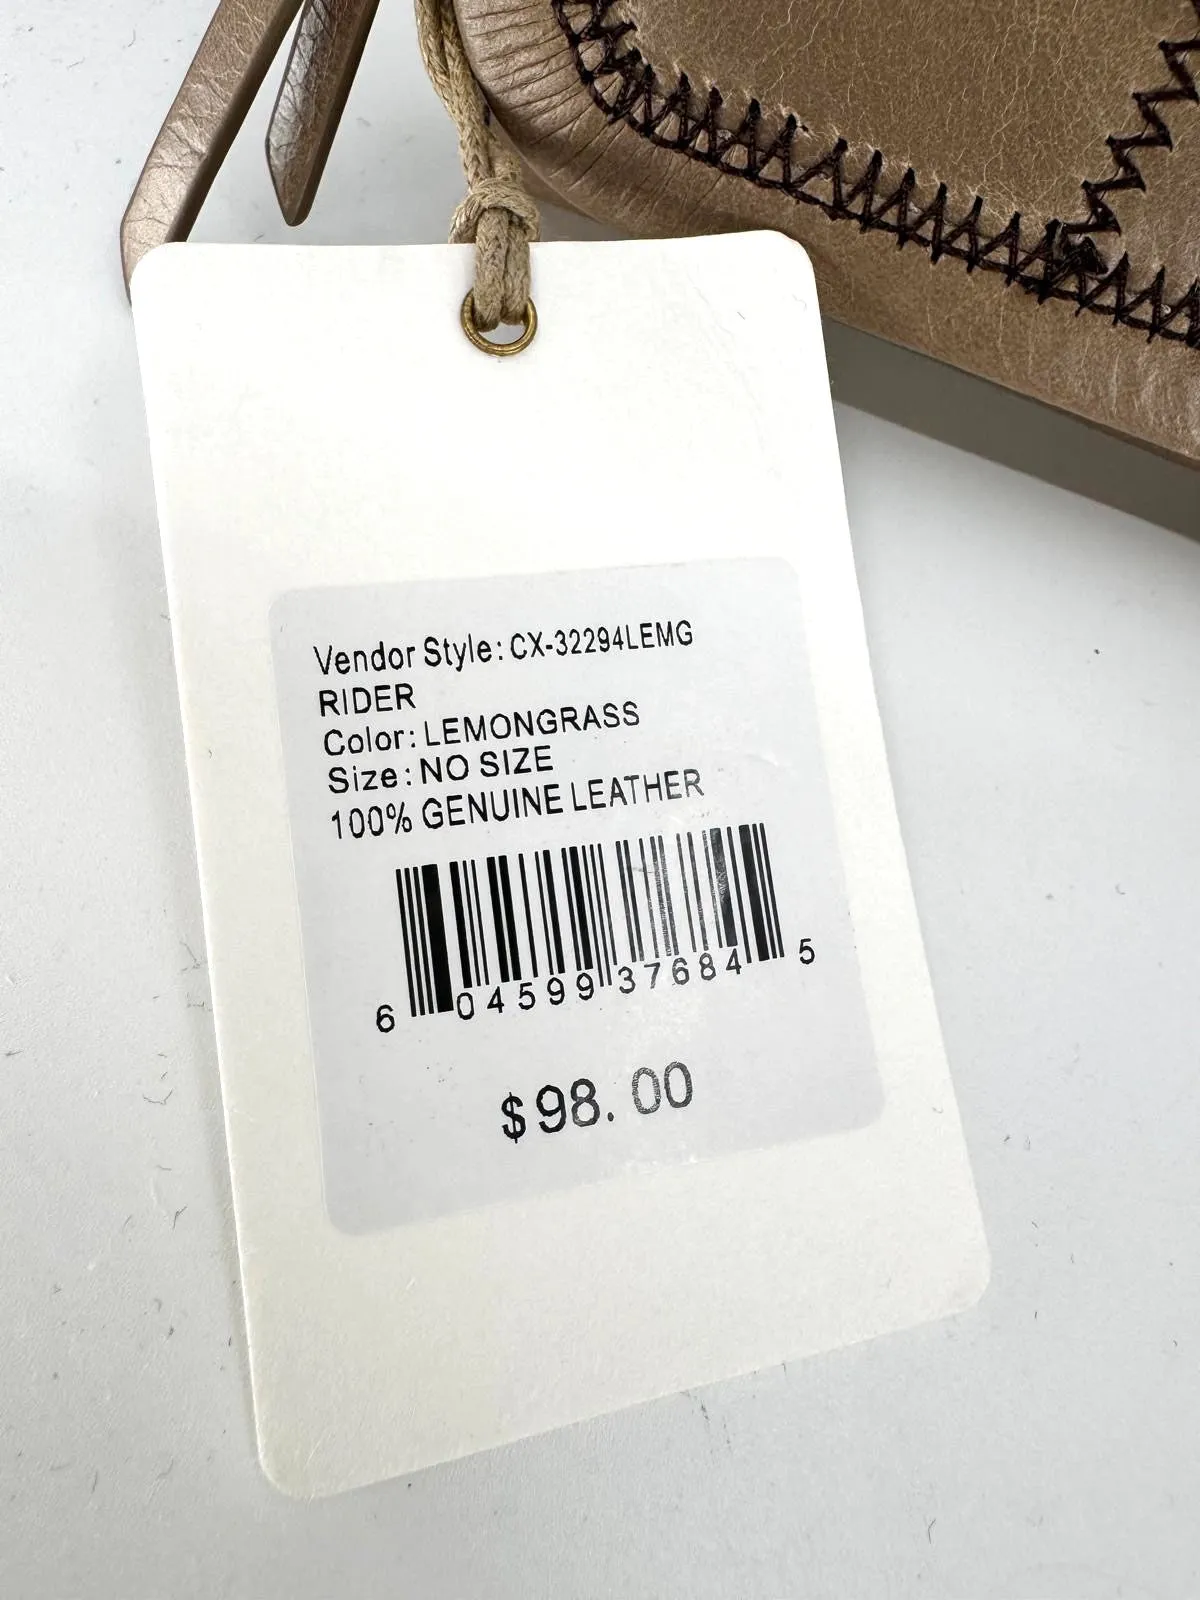 Vendor Style: CX-32294LEMG
RIDER
Color: LEMONGRASS
Size: NO SIZE
100% GENUINE LEATHER
6 04599 37684 5
$98.00